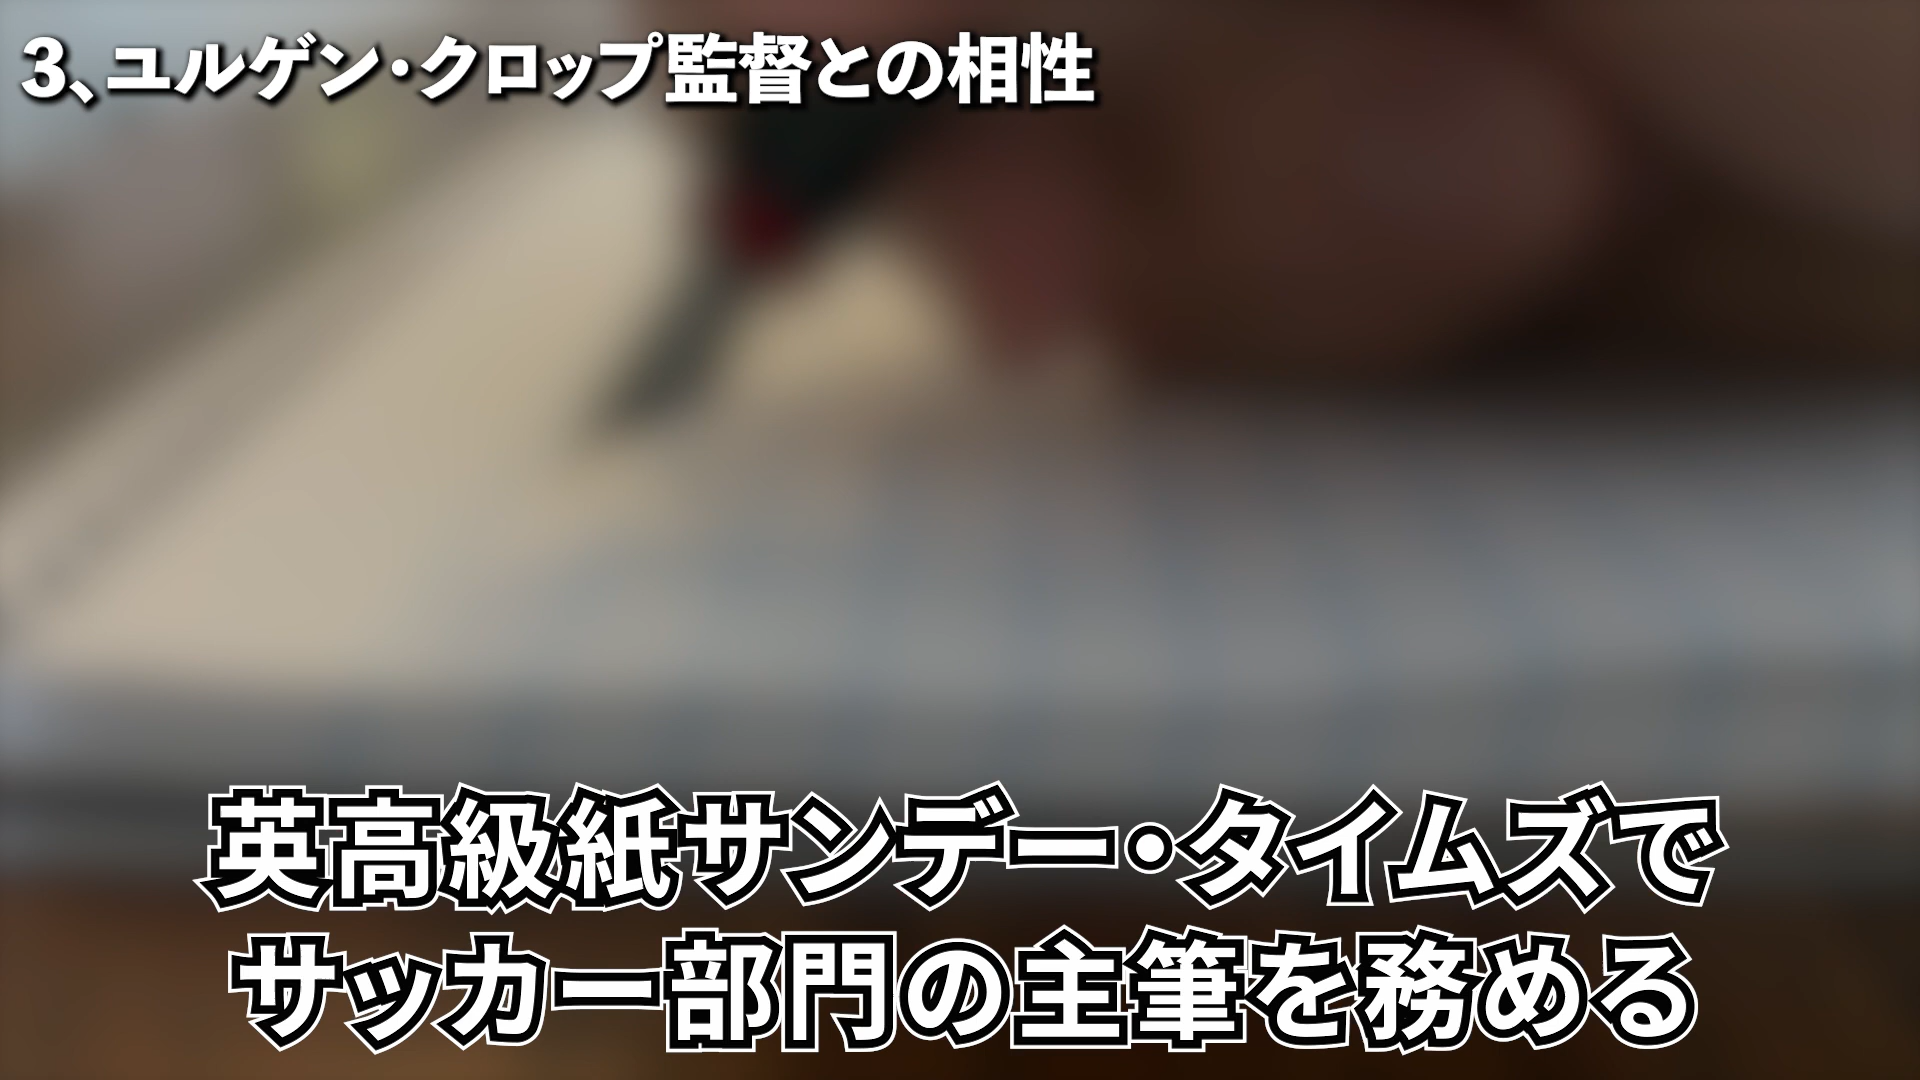 3、ユルゲン・クロップ監督との相性
英高級紙サンデー・タイムズで
サッカー部門の主筆を務める